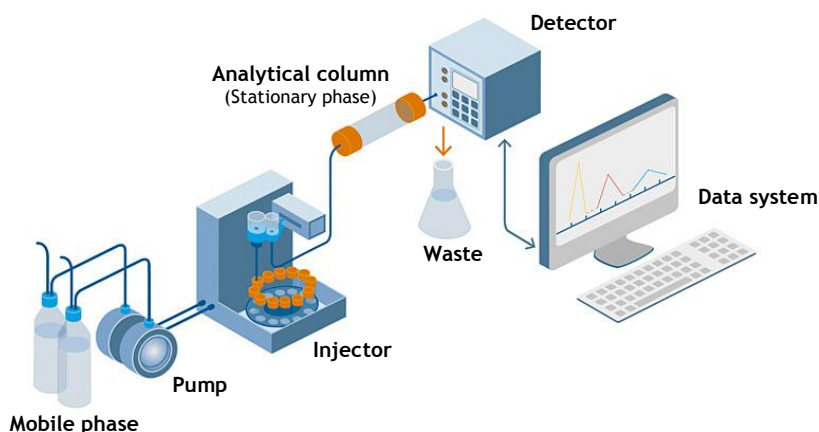 Detector
Analytical column
(Stationary phase)
Data system
Waste
Injector
Pump
Mobile phase